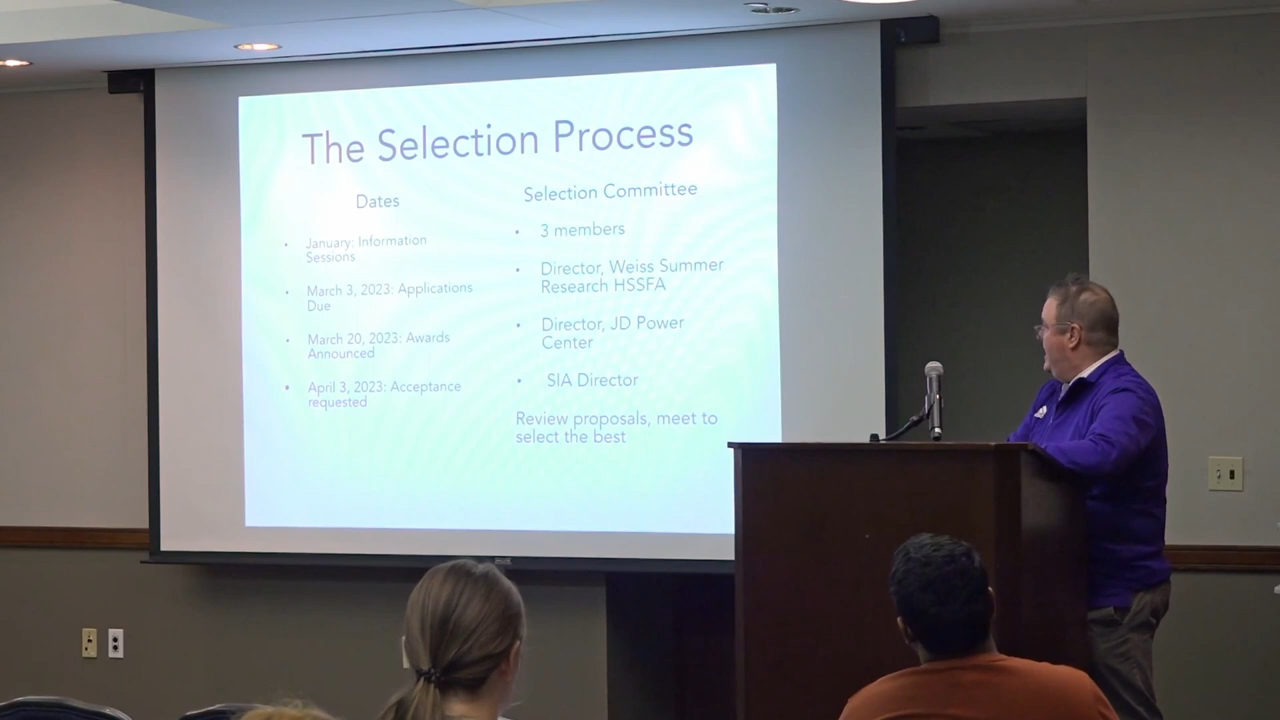 The Selection Process
Dates
• January: Information
Sessions
• March 3, 2023: Applications
Due
• March 20, 2023: Awards
Announced
• April 3, 2023: Acceptance
requested
Selection Committee
• 3 members
• Director, Weiss Summer
Research HSSFA
• Director, JD Power
Center
• SIA Director
Review proposals, meet to
select the best